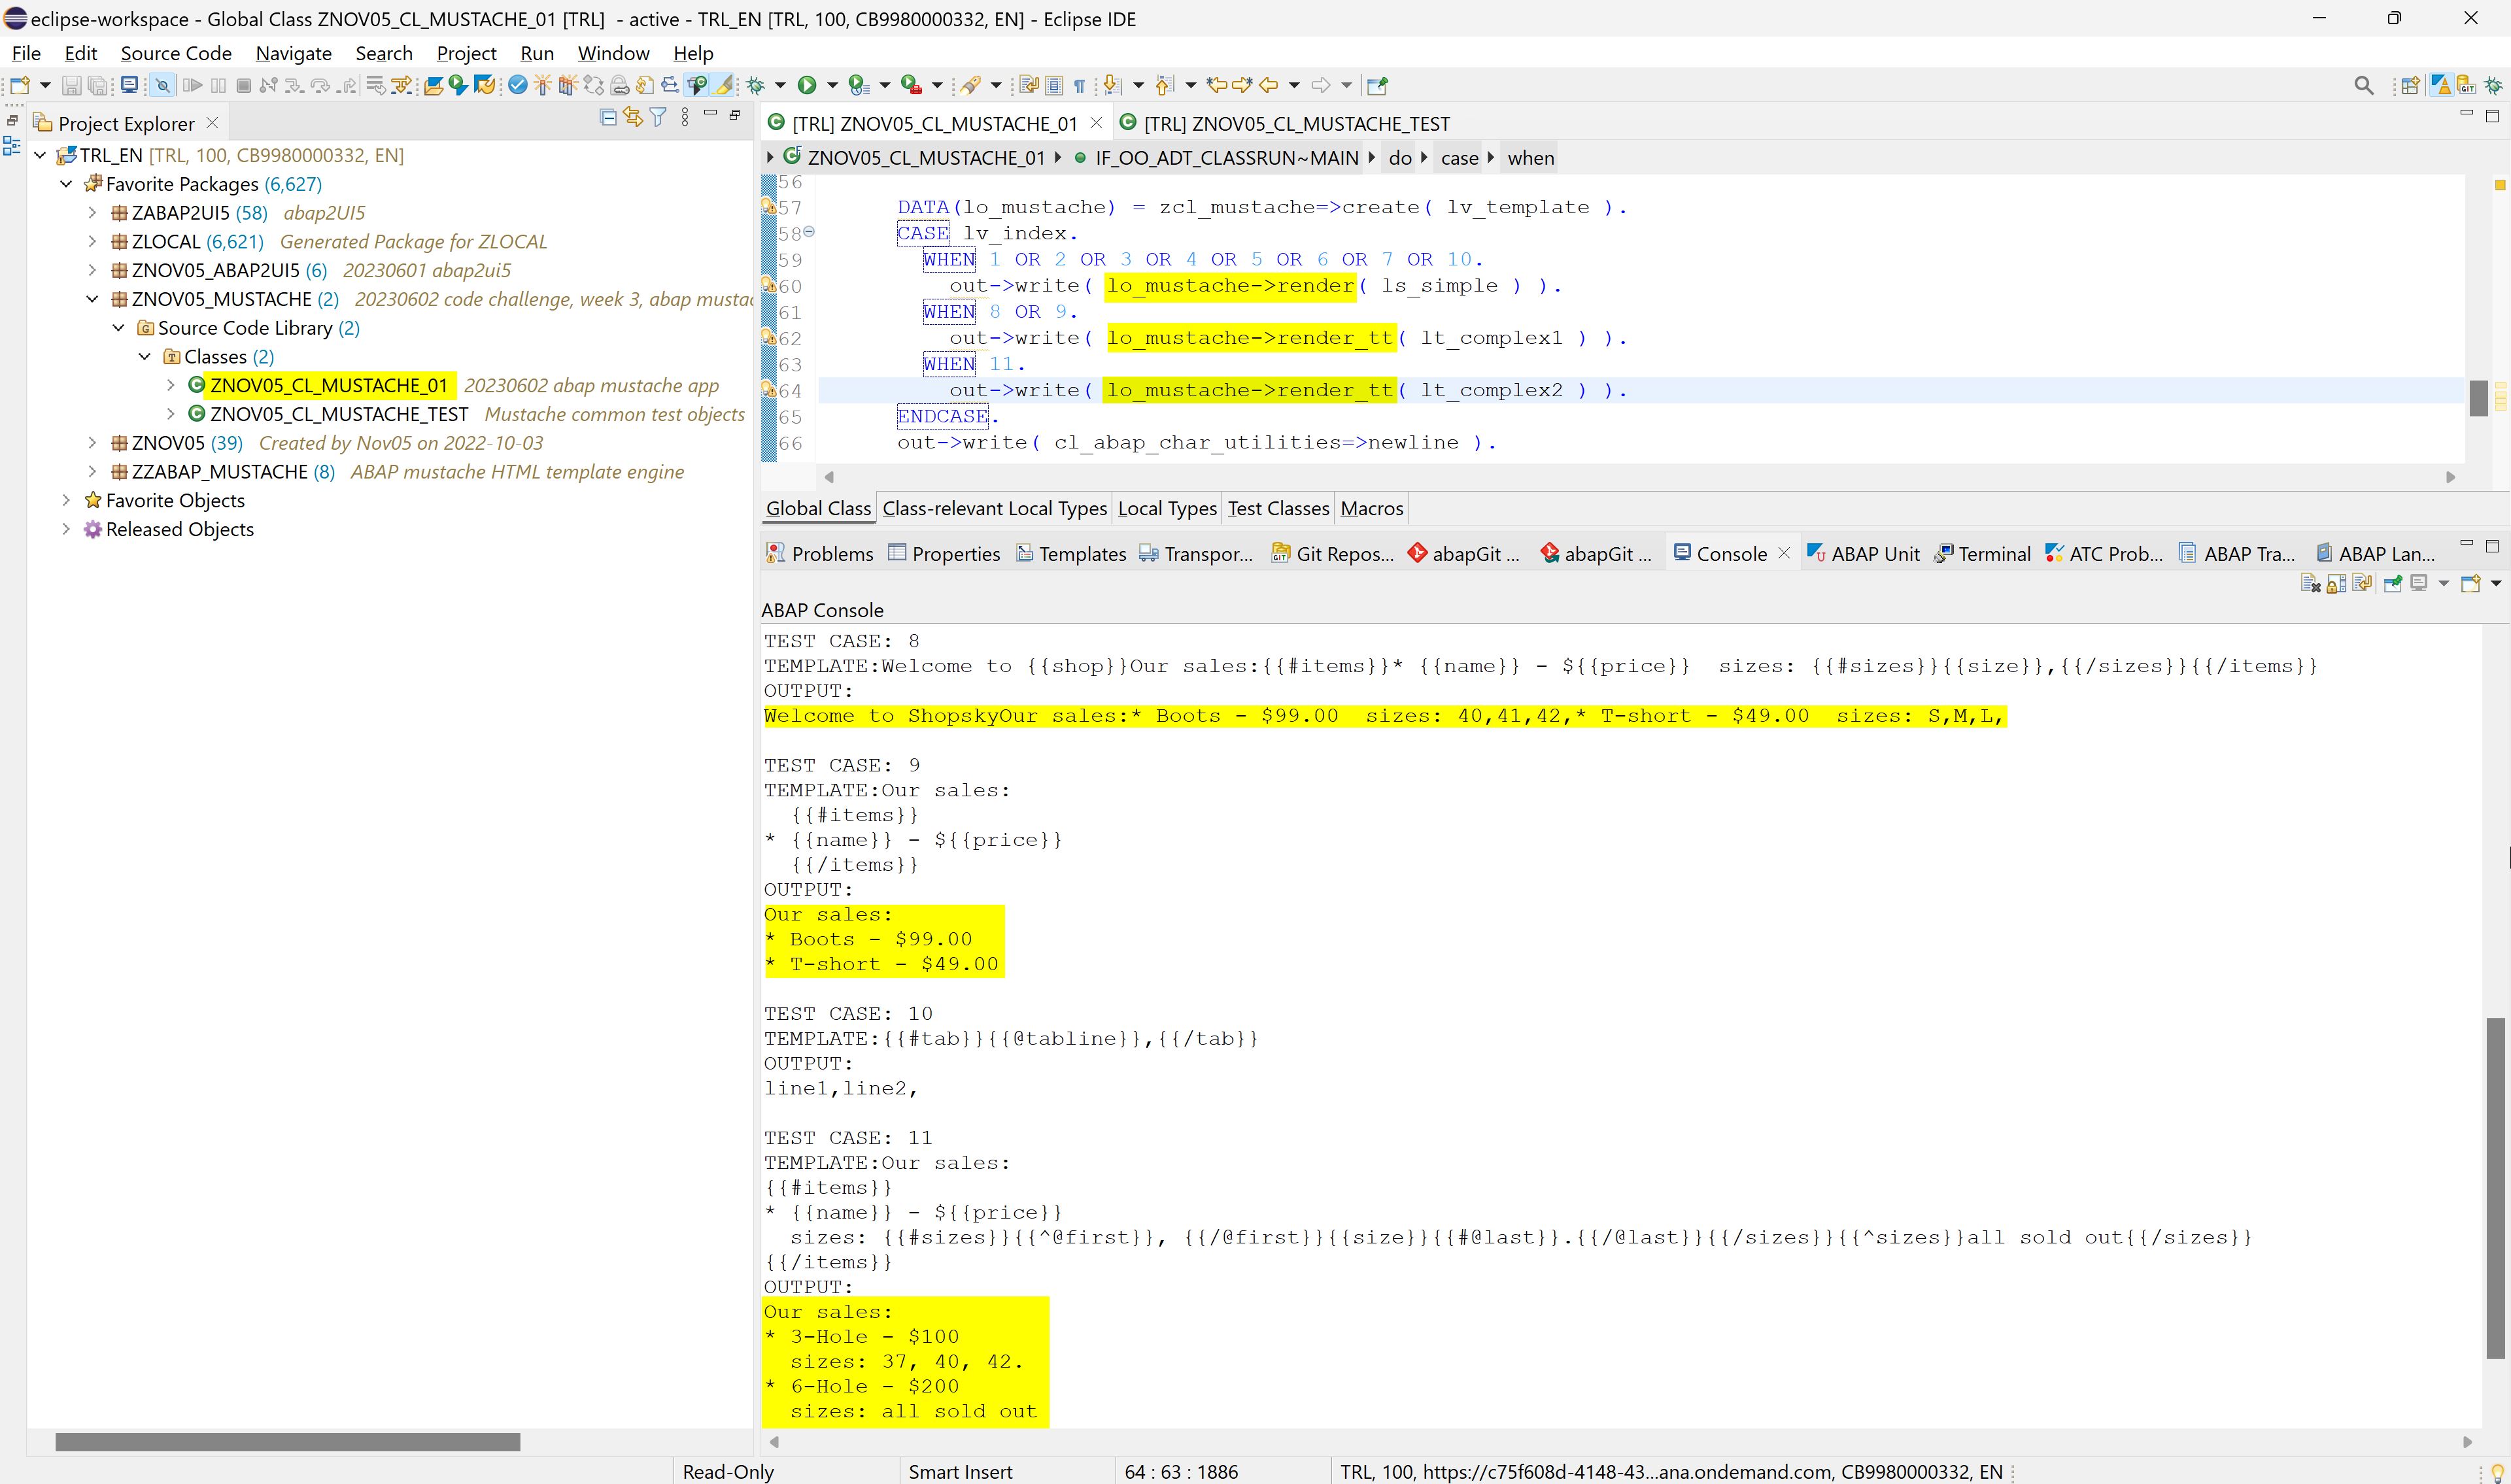 eclipse-workspace - Global Class ZNOV05_CL_MUSTACHE_01 [TRL]  - active - TRL_EN [TRL, 100, CB9980000332, EN] - Eclipse IDE
File Edit Source Code Navigate Search Project Run Window Help
Project Explorer
TRL_EN [TRL, 100, CB9980000332, EN]
Favorite Packages (6,627)
ZABAP2UI5 (58) abap2UI5
ZLOCAL (6,621) Generated Package for ZLOCAL
ZNOV05_ABAP2UI5 (6) 20230601 abap2ui5
ZNOV05_MUSTACHE (2) 20230602 code challenge, week 3, abap mustac
Source Code Library (2)
Classes (2)
ZNOV05_CL_MUSTACHE_01 20230602 abap mustache app
ZNOV05_CL_MUSTACHE_TEST Mustache common test objects
ZNOV05 (39) Created by Nov05 on 2022-10-03
ZZABAP_MUSTACHE (8) ABAP mustache HTML template engine
Favorite Objects
Released Objects
[TRL] ZNOV05_CL_MUSTACHE_01 [TRL] ZNOV05_CL_MUSTACHE_TEST
ZNOV05_CL_MUSTACHE_01 IF_OO_ADT_CLASSRUN~MAIN do case when
56
57 DATA(lo_mustache) = zcl_mustache=>create( lv_template ).
58 CASE lv_index.
59 WHEN 1 OR 2 OR 3 OR 4 OR 5 OR 6 OR 7 OR 10.
60 out->write( lo_mustache->render( ls_simple ) ).
61 WHEN 8 OR 9.
62 out->write( lo_mustache->render_tt( lt_complex1 ) ).
63 WHEN 11.
64 out->write( lo_mustache->render_tt( lt_complex2 ) ).
65 ENDCASE.
66 out->write( cl_abap_char_utilities=>newline ).
Global Class Class-relevant Local Types Local Types Test Classes Macros
Problems Properties Templates Transpor... Git Repos... abapGit ... abapGit ... Console ABAP Unit Terminal ATC Prob... ABAP Tra... ABAP Lan...
ABAP Console
TEST CASE: 8
TEMPLATE:Welcome to {{shop}}Our sales:{{#items}}* {{name}} - ${{price}}  sizes: {{#sizes}}{{size}},{{/sizes}}{{/items}}
OUTPUT:
Welcome to ShopskyOur sales:* Boots - $99.00  sizes: 40,41,42,* T-short - $49.00  sizes: S,M,L,
TEST CASE: 9
TEMPLATE:Our sales:
{{#items}}
* {{name}} - ${{price}}
{{/items}}
OUTPUT:
Our sales:
* Boots - $99.00
* T-short - $49.00
TEST CASE: 10
TEMPLATE:{{#tab}}{{@tabline}},{{/tab}}
OUTPUT:
line1,line2,
TEST CASE: 11
TEMPLATE:Our sales:
{{#items}}
* {{name}} - ${{price}}
sizes: {{#sizes}}{{^@first}}, {{/@first}}{{size}}{{#@last}}.{{/@last}}{{/sizes}}{{^sizes}}all sold out{{/sizes}}
{{/items}}
OUTPUT:
Our sales:
* 3-Hole - $100
sizes: 37, 40, 42.
* 6-Hole - $200
sizes: all sold out
Read-Only Smart Insert 64 : 63 : 1886 TRL, 100, https://c75f608d-4148-43...ana.ondemand.com, CB9980000332, EN